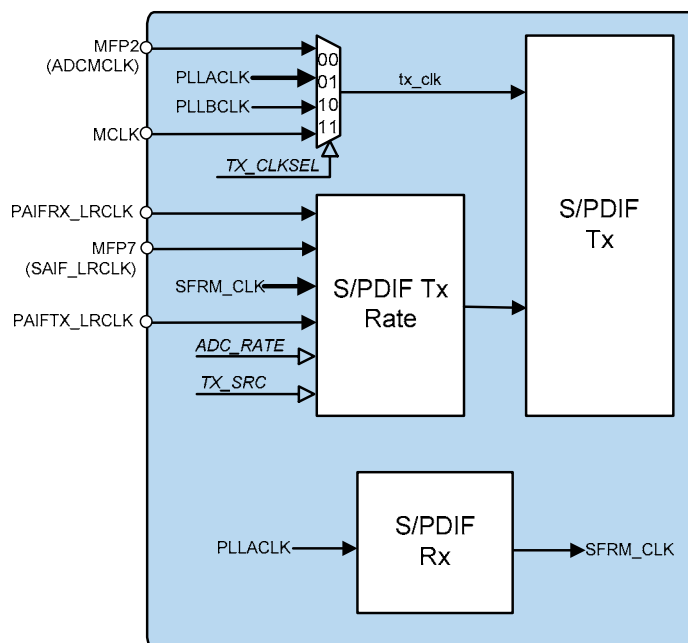 MFP2
(ADCMCLK)
PLLACLK
PLLBCLK
MCLK
00
01
10
11
tx_clk
TX_CLKSEL
S/PDIF
Tx
PAIFRX_LRCLK
MFP7
(SAIF_LRCLK)
SFRM_CLK
PAIFTX_LRCLK
ADC_RATE
TX_SRC
S/PDIF Tx
Rate
PLLACLK
S/PDIF
Rx
SFRM_CLK